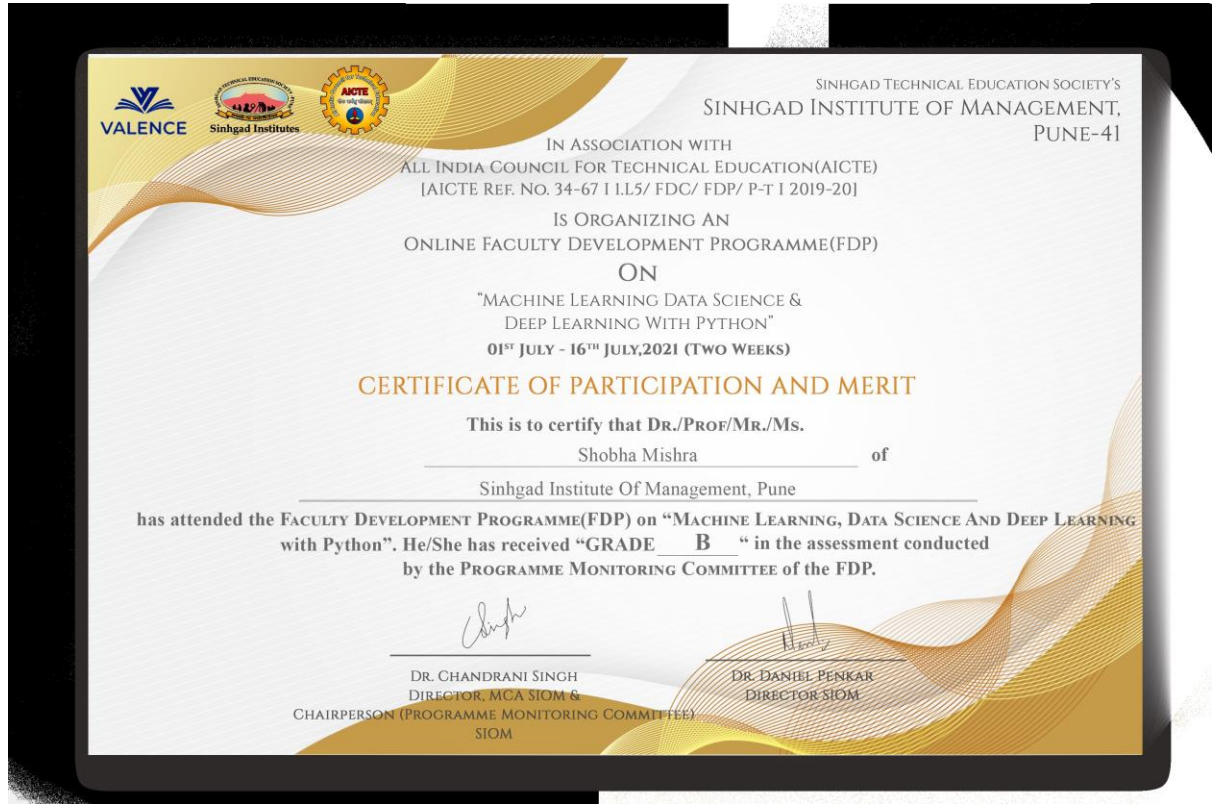 VALENCE
SINHGAD TECHNICAL EDUCATION SOCIETY
Sinhgad Institutes
AICTE
SINHGAD TECHNICAL EDUCATION SOCIETY'S
SINHGAD INSTITUTE OF MANAGEMENT,
PUNE-41
IN ASSOCIATION WITH
ALL INDIA COUNCIL FOR TECHNICAL EDUCATION(AICTE)
[AICTE REF. NO. 34-67 I I.L5/ FDC/ FDP/ P-T I 2019-20]
IS ORGANIZING AN
ONLINE FACULTY DEVELOPMENT PROGRAMME(FDP)
ON
"MACHINE LEARNING DATA SCIENCE &
DEEP LEARNING WITH PYTHON"
01ST JULY - 16TH JULY,2021 (TWO WEEKS)
CERTIFICATE OF PARTICIPATION AND MERIT
This is to certify that DR./PROF/MR./MS.
Shobha Mishra of
Sinhgad Institute Of Management, Pune
has attended the FACULTY DEVELOPMENT PROGRAMME(FDP) on “MACHINE LEARNING, DATA SCIENCE AND DEEP LEARNING
with Python”. He/She has received “GRADE B “ in the assessment conducted
by the PROGRAMME MONITORING COMMITTEE of the FDP.
DR. CHANDRANI SINGH
DIRECTOR, MCA SIOM &
CHAIRPERSON (PROGRAMME MONITORING COMMITTEE)
SIOM
DR. DANIEL PENKAR
DIRECTOR SIOM